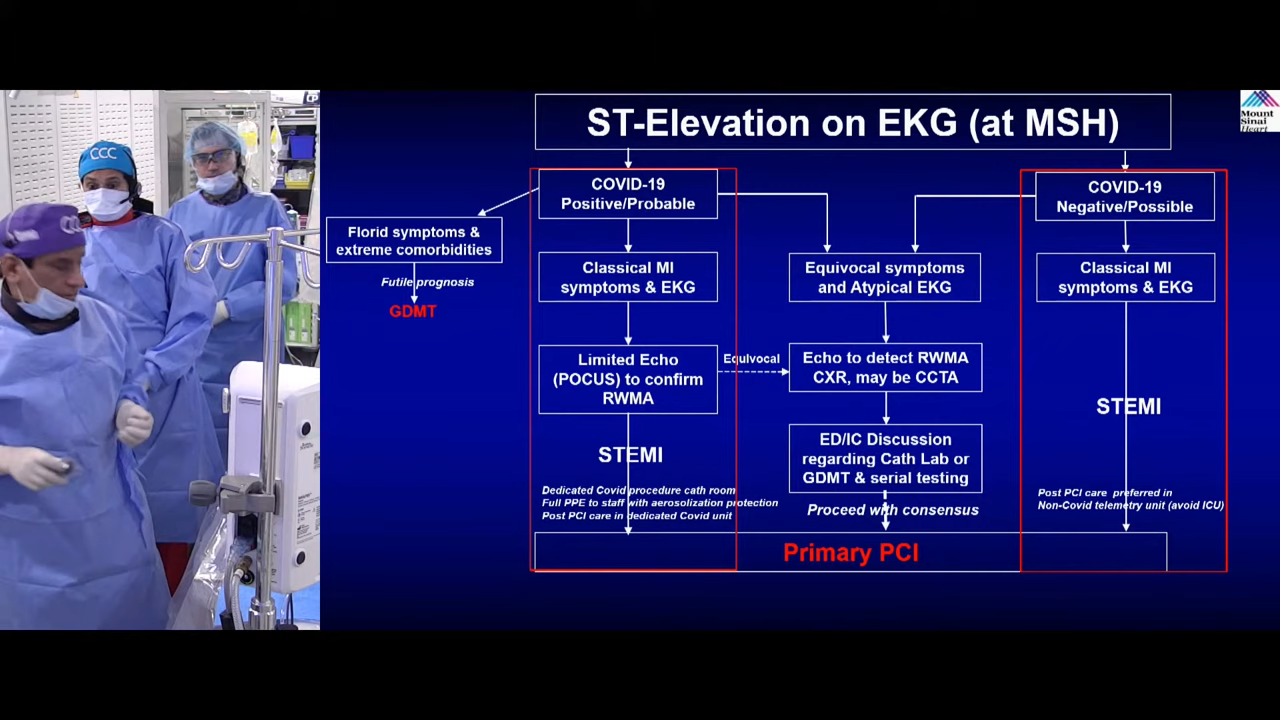 ST-Elevation on EKG (at MSH)
Mount
Sinai
Heart
CCC
COVID-19
Positive/Probable
COVID-19
Negative/Possible
Florid symptoms &
extreme comorbidities
Futile prognosis
GDMT
Classical MI
symptoms & EKG
Equivocal symptoms
and Atypical EKG
Classical MI
symptoms & EKG
Limited Echo
(POCUS) to confirm
RWMA
Equivocal
Echo to detect RWMA
CXR, may be CCTA
STEMI
STEMI
ED/IC Discussion
regarding Cath Lab or
GDMT & serial testing
Dedicated Covid procedure cath room
Full PPE to staff with aerosolization protection
Post PCI care in dedicated Covid unit
Proceed with consensus
Post PCI care preferred in
Non-Covid telemetry unit (avoid ICU)
Primary PCI